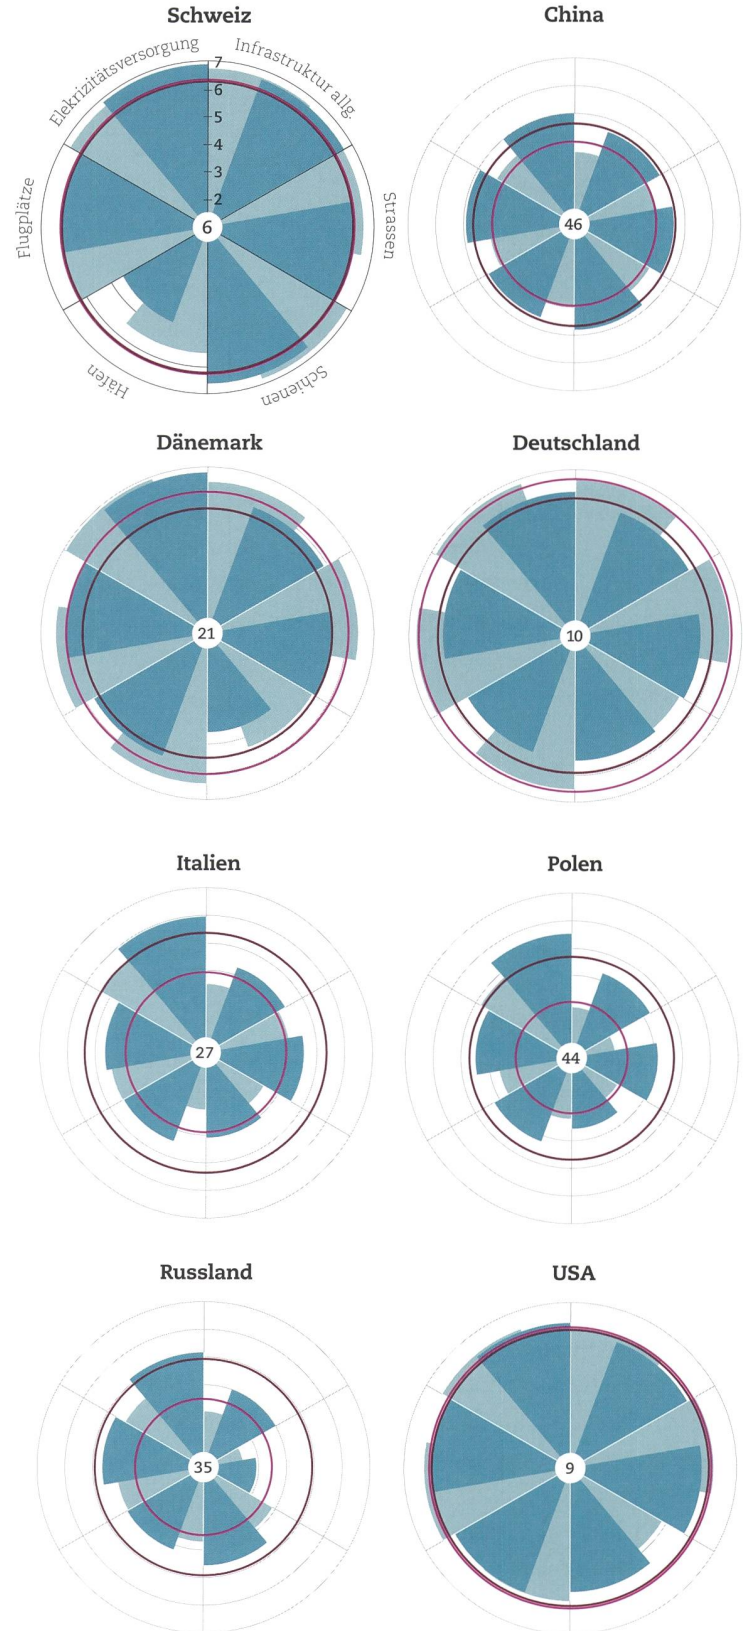 Schweiz
China
Elekrizitätsversorgung
Infrastruktur allg.
7
6
5
4
3
2
6
46
Flugplätze
Strassen
Häfen
Schienen
Dänemark
Deutschland
21
10
Italien
Polen
27
44
Russland
USA
35
9